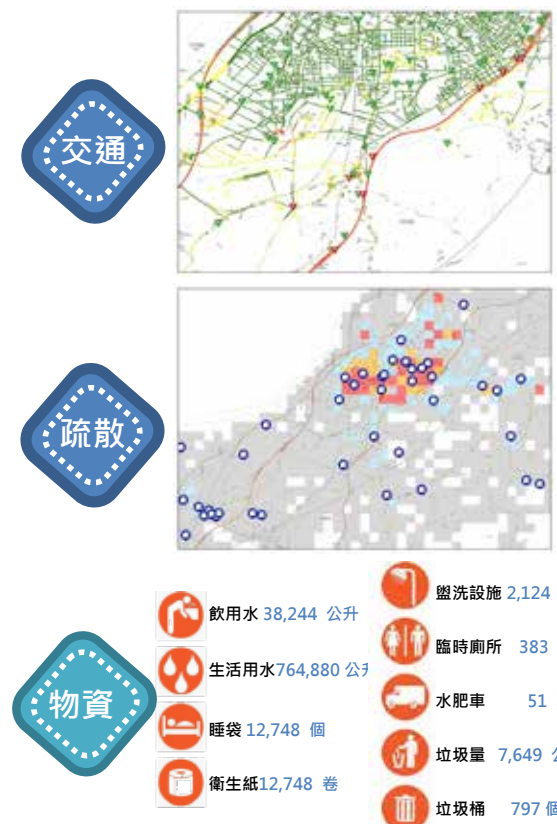 交通
疏散
物資
飲用水 38,244 公升
生活用水764,880 公升
睡袋 12,748 個
衛生紙12,748 卷
盥洗設施 2,124
臨時廁所 383
水肥車 51
垃圾量 7,649 公
垃圾桶 797 個